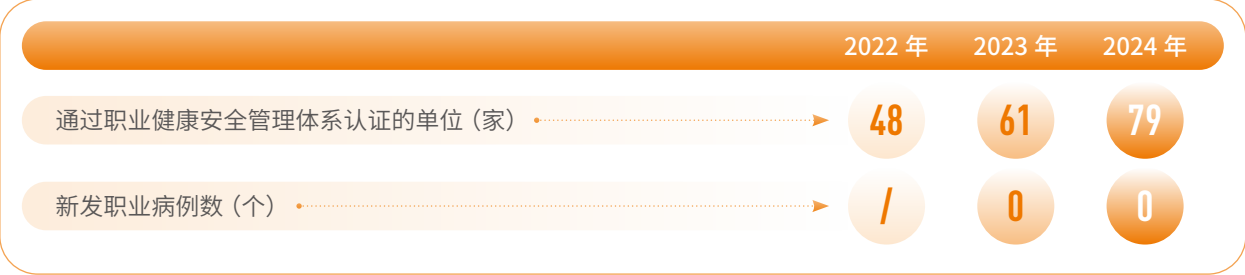 2022 年 2023 年 2024 年
通过职业健康安全管理体系认证的单位（家） 48 61 79
新发职业病例数（个） / 0 0